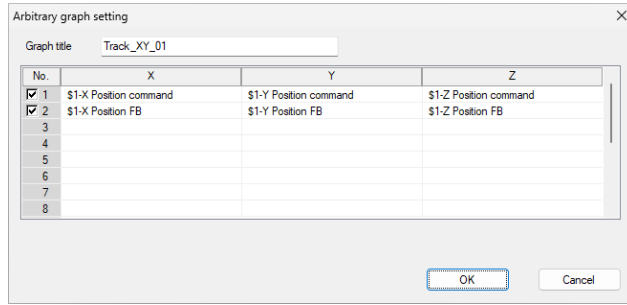 Arbitrary graph setting
Graph title Track_XY_01
No. X Y Z
1 $1-X Position command $1-Y Position command $1-Z Position command
2 $1-X Position FB $1-Y Position FB $1-Z Position FB
3
4
5
6
7
8
OK Cancel